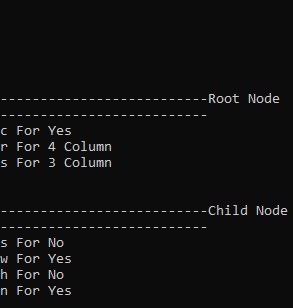 --------------------------Root Node
--------------------------
c For Yes
r For 4 Column
s For 3 Column
--------------------------Child Node
--------------------------
s For No
w For Yes
h For No
n For Yes